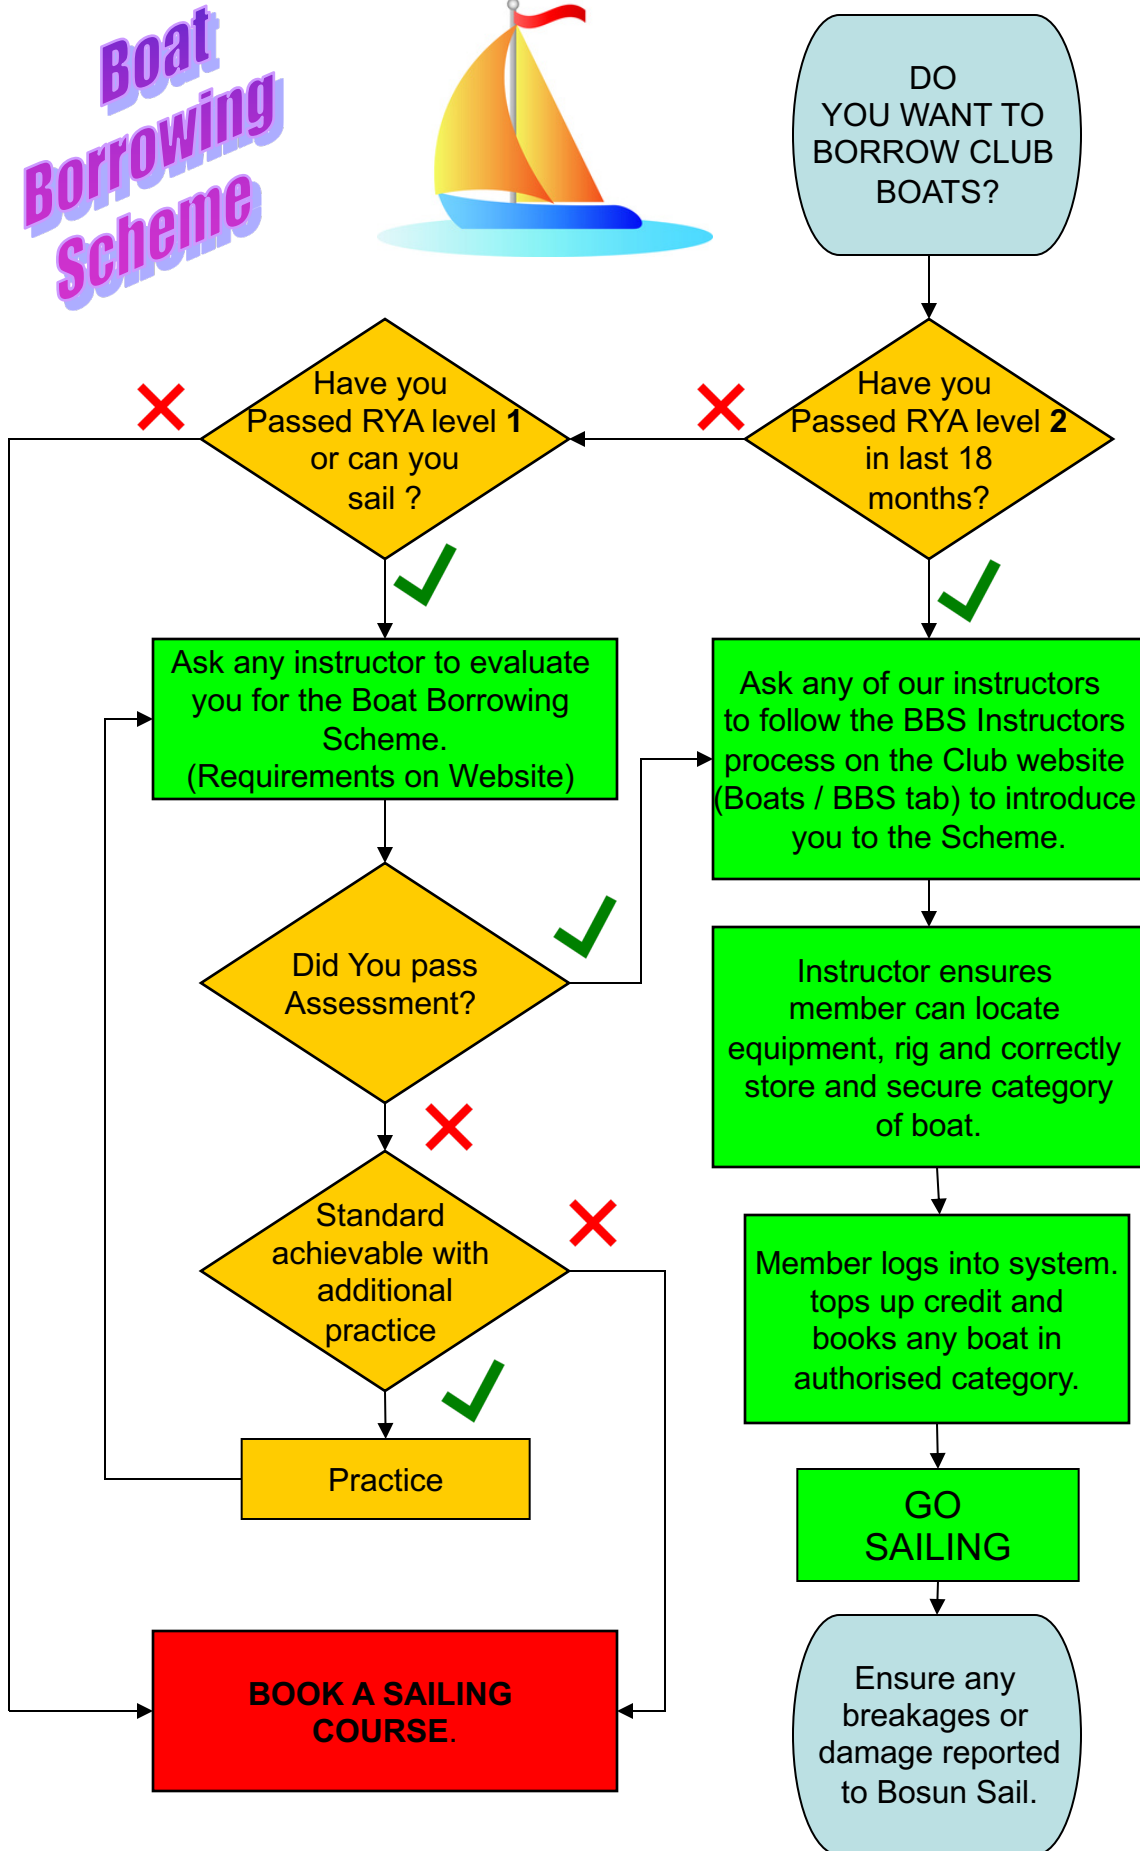 Boat
Borrowing
Scheme
DO
YOU WANT TO
BORROW CLUB
BOATS?
Have you
Passed RYA level 1
or can you
sail ?
Have you
Passed RYA level 2
in last 18
months?
Ask any instructor to evaluate
you for the Boat Borrowing
Scheme.
(Requirements on Website)
Ask any of our instructors
to follow the BBS Instructors
process on the Club website
(Boats / BBS tab) to introduce
you to the Scheme.
Did You pass
Assessment?
Instructor ensures
member can locate
equipment, rig and correctly
store and secure category
of boat.
Standard
achievable with
additional
practice
Member logs into system.
tops up credit and
books any boat in
authorised category.
Practice
GO
SAILING
BOOK A SAILING
COURSE.
Ensure any
breakages or
damage reported
to Bosun Sail.